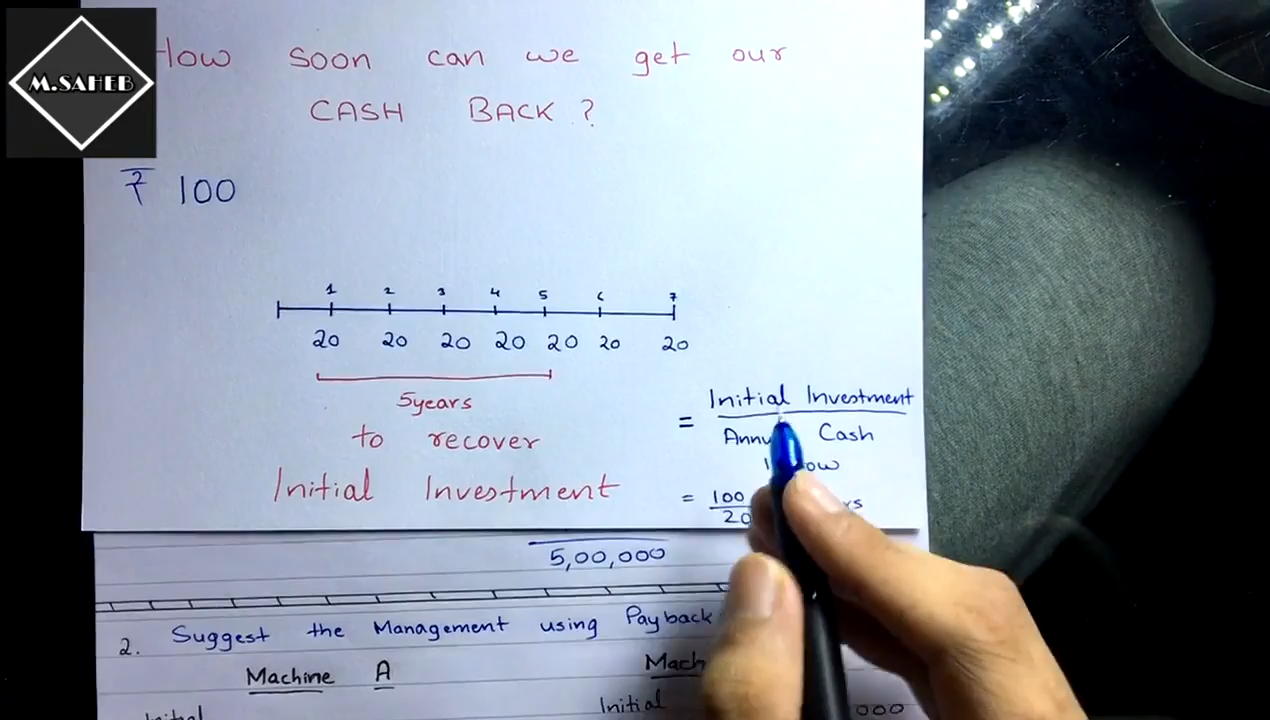 M.SAHEB
How soon can we get our
CASH BACK ?
₹ 100
1 2 3 4 5 6 7
20 20 20 20 20 20 20
5years
to recover
Initial Investment
= Initial Investment
Cash
= 100
20
5,00,000
2. Suggest the Management using Payback
Machine A
Initial
Initial